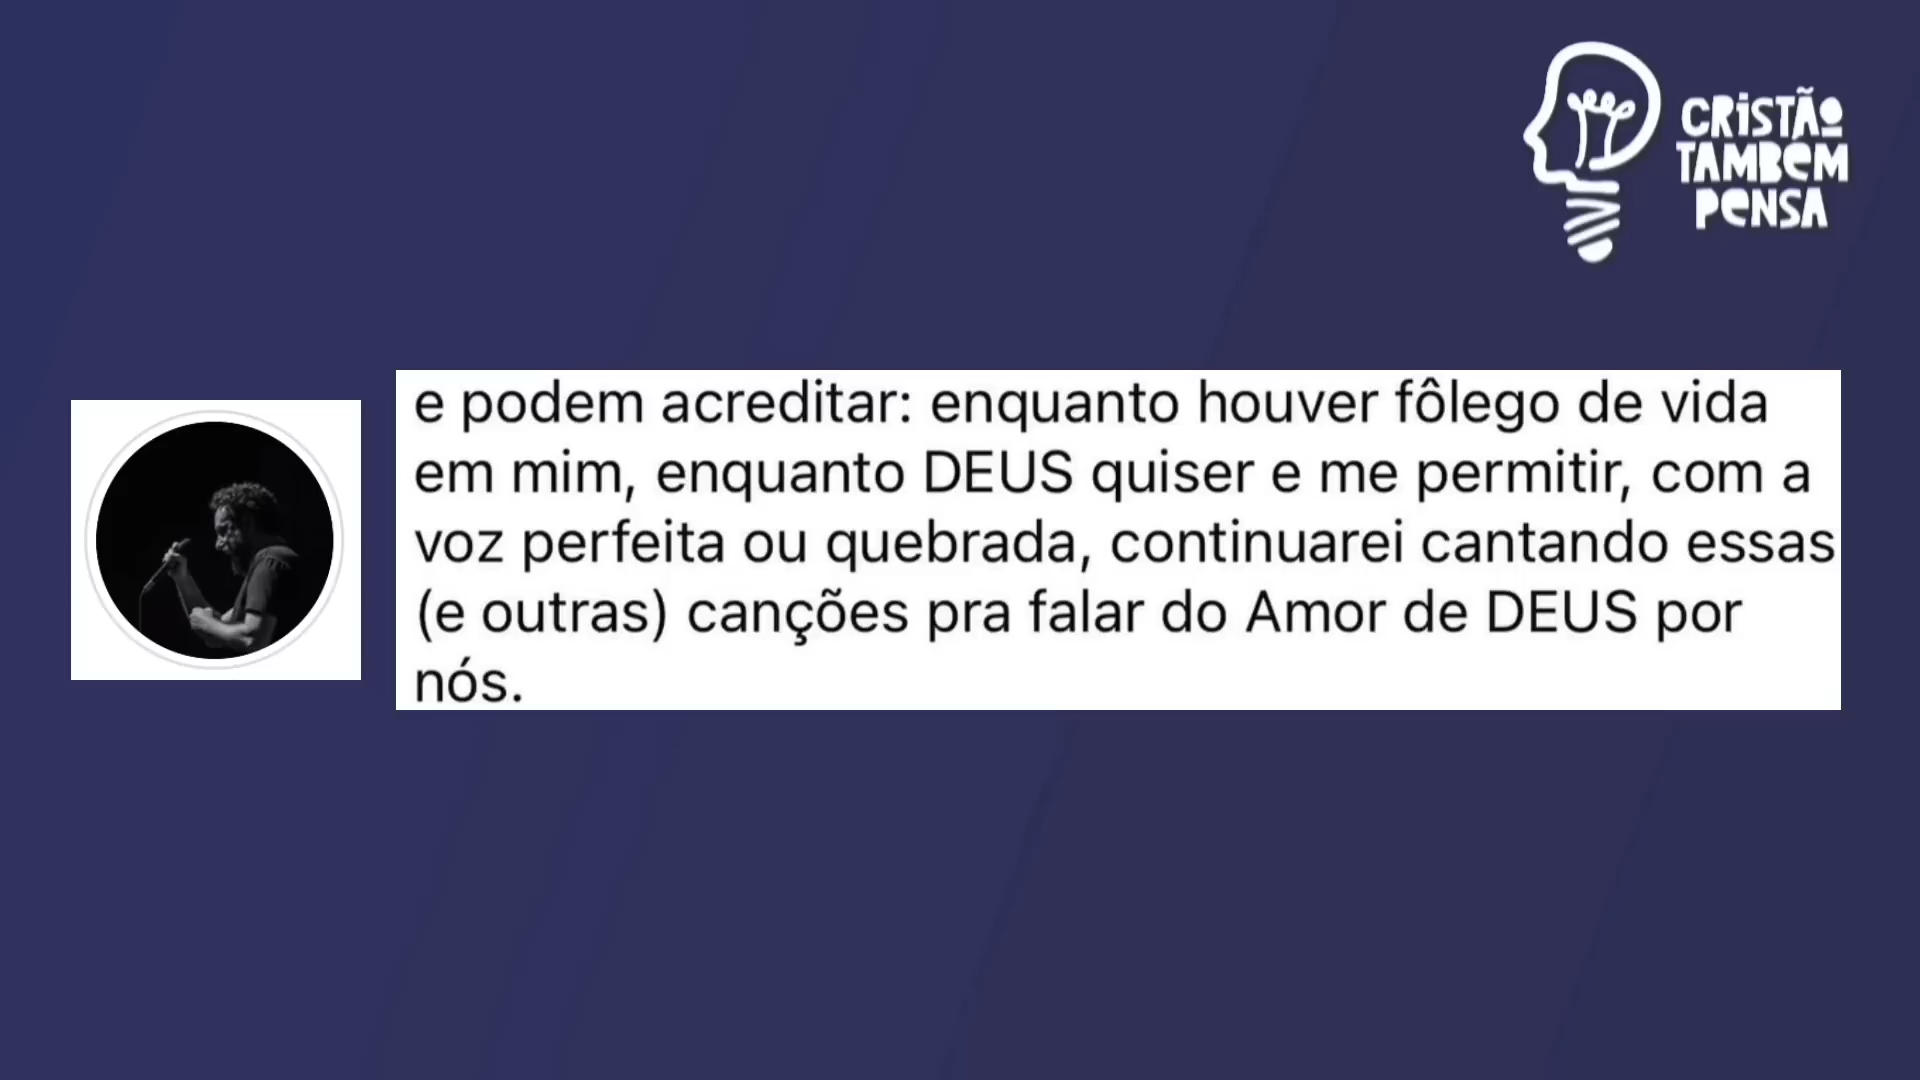 CRISTÃO
TAMBÉM
PENSA
e podem acreditar: enquanto houver fôlego de vida
em mim, enquanto DEUS quiser e me permitir, com a
voz perfeita ou quebrada, continuarei cantando essas
(e outras) canções pra falar do Amor de DEUS por
nós.